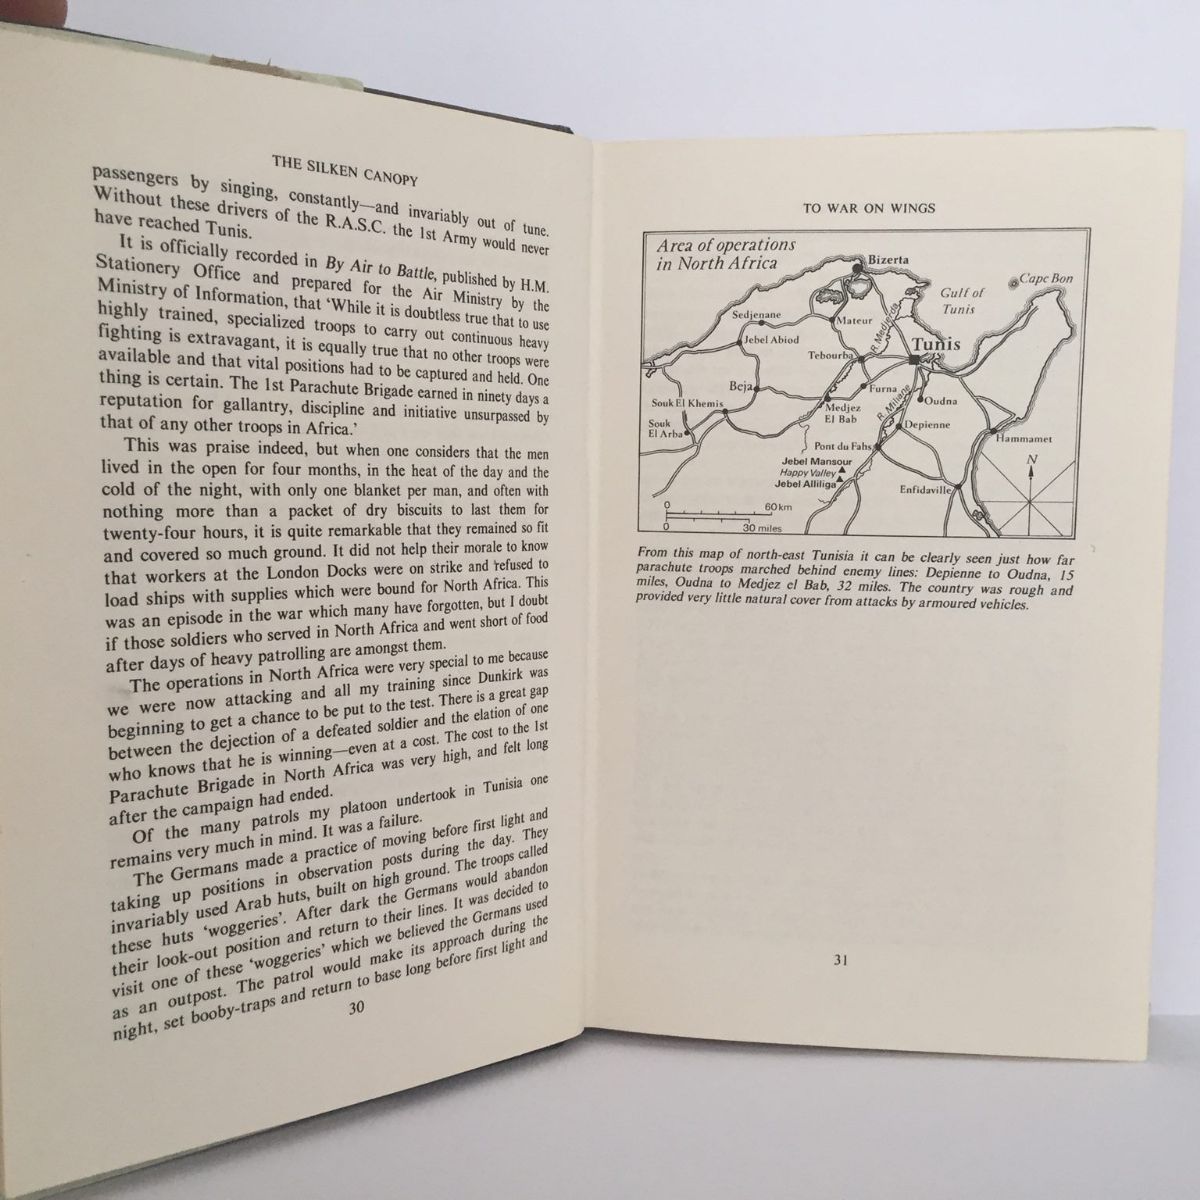 THE SILKEN CANOPY
passengers by singing, constantly—and invariably out of tune.
Without these drivers of the R.A.S.C. the 1st Army would never
have reached Tunis.
It is officially recorded in By Air to Battle, published by H.M.
Stationery Office and prepared for the Air Ministry by the
Ministry of Information, that ‘While it is doubtless true that to use
highly trained, specialized troops to carry out continuous heavy
fighting is extravagant, it is equally true that no other troops were
available and that vital positions had to be captured and held. One
thing is certain. The 1st Parachute Brigade earned in ninety days a
reputation for gallantry, discipline and initiative unsurpassed by
that of any other troops in Africa.’
This was praise indeed, but when one considers that the men
lived in the open for four months, in the heat of the day and the
cold of the night, with only one blanket per man, and often with
nothing more than a packet of dry biscuits to last them for
twenty-four hours, it is quite remarkable that they remained so fit
and covered so much ground. It did not help their morale to know
that workers at the London Docks were on strike and refused to
load ships with supplies which were bound for North Africa. This
was an episode in the war which many have forgotten, but I doubt
if those soldiers who served in North Africa and went short of food
after days of heavy patrolling are amongst them.
The operations in North Africa were very special to me because
we were now attacking and all my training since Dunkirk was
beginning to get a chance to be put to the test. There is a great gap
between the dejection of a defeated soldier and the elation of one
who knows that he is winning—even at a cost. The cost to the 1st
Parachute Brigade in North Africa was very high, and felt long
after the campaign had ended.
Of the many patrols my platoon undertook in Tunisia one
remains very much in mind. It was a failure.
The Germans made a practice of moving before first light and
taking up positions in observation posts during the day. They
invariably used Arab huts, built on high ground. The troops called
these huts ‘woggeries’. After dark the Germans would abandon
their look-out position and return to their lines. It was decided to
visit one of these ‘woggeries’ which we believed the Germans used
as an outpost. The patrol would make its approach during the
night, set booby-traps and return to base long before first light and
30
TO WAR ON WINGS
Area of operations
in North Africa
Bizerta
Cape Bon
Gulf of
Tunis
Sedjenane
Mateur
R. Medjerda
Jebel Abiod
Tunis
Tebourba
Beja
Furna
Souk El Khemis
Medjez
El Bab
R. Miliane
Oudna
Souk
El Arba
Depienne
Pont du Fahs
Hammamet
Jebel Mansour
Happy Valley
Jebel Alliliga
Enfidaville
N
0 60 km
0 30 miles
From this map of north-east Tunisia it can be clearly seen just how far
parachute troops marched behind enemy lines: Depienne to Oudna, 15
miles, Oudna to Medjez el Bab, 32 miles. The country was rough and
provided very little natural cover from attacks by armoured vehicles.
31